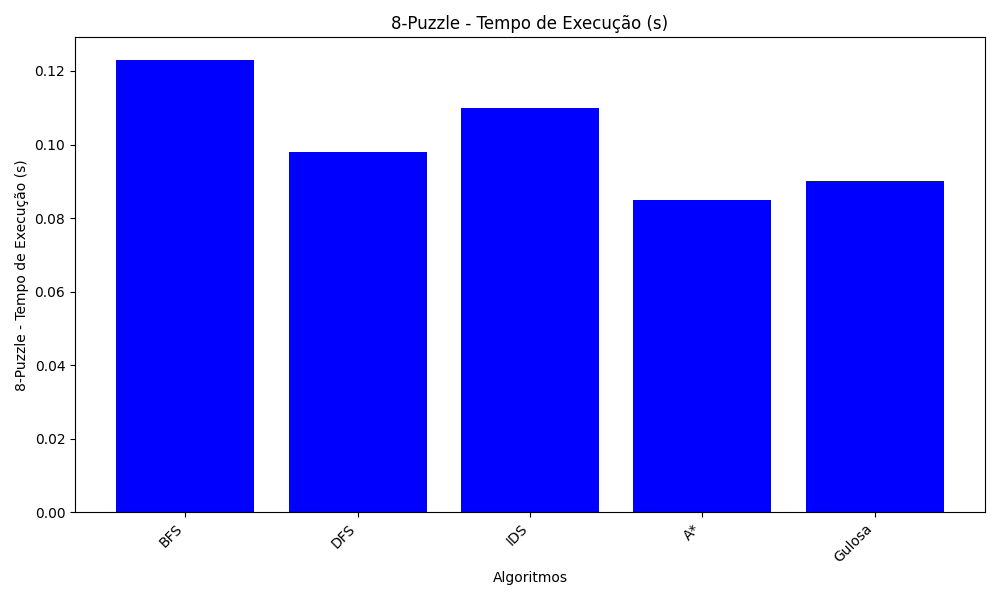 8-Puzzle - Tempo de Execução (s)
8-Puzzle - Tempo de Execução (s)
0.12
0.10
0.08
0.06
0.04
0.02
0.00
BFS
DFS
IDS
A*
Gulosa
Algoritmos